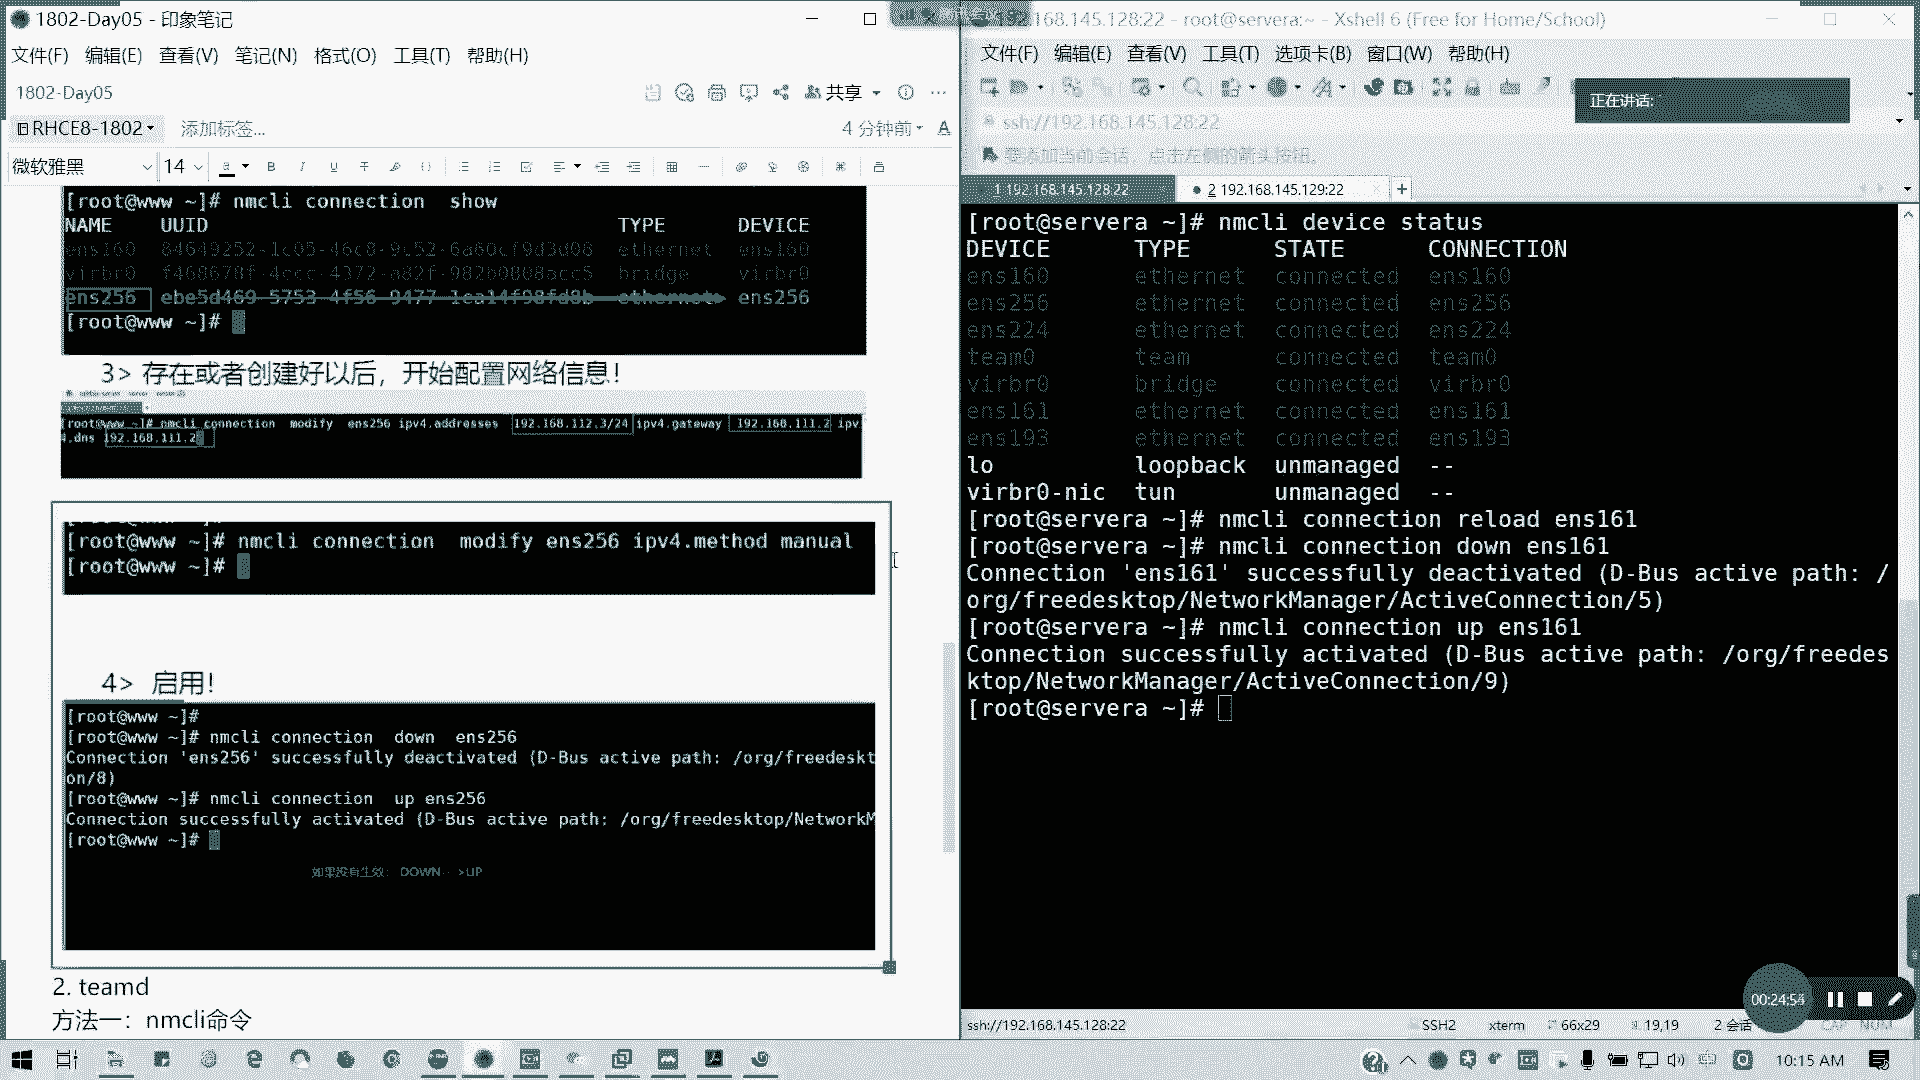 1802-Day05 - 印象笔记
文件(F) 编辑(E) 查看(V) 笔记(N) 格式(O) 工具(T) 帮助(H)
1802-Day05
共享
RHCE8-1802
添加标签...
4 分钟前
微软雅黑 14
[root@www ~]# nmcli connection  show
NAME UUID TYPE DEVICE
ens160 84649252-1c05-46c8-9c52-6a60cf9d3d08 ethernet ens160
virbr0 bridge virbr0
ens256 ebe5d469-5753-4f56-9477-1ea14f98fd8b ethernet ens256
[root@www ~]#
3> 存在或者创建好以后，开始配置网络信息！
[root@www ~]# nmcli connection  modify  ens256 ipv4.addresses  192.168.112.3/24 ipv4.gateway  192.168.111.2 ipv
4.dns 192.168.111.2
[root@www ~]# nmcli connection  modify ens256 ipv4.method manual
[root@www ~]#
4> 启用！
[root@www ~]#
[root@www ~]# nmcli connection  down  ens256
Connection 'ens256' successfully deactivated (D-Bus active path: /org/freedeskt
on/8)
[root@www ~]# nmcli connection  up ens256
Connection successfully activated (D-Bus active path: /org/freedesktop/NetworkM
[root@www ~]#
如果没有生效： DOWN-->UP
2. teamd
方法一：nmcli命令
192.168.145.128:22 - root@servera:~ - Xshell 6 (Free for Home/School)
文件(F) 编辑(E) 查看(V) 工具(T) 选项卡(B) 窗口(W) 帮助(H)
正在讲话:
ssh://192.168.145.128:22
要添加当前会话，点击左侧的箭头按钮。
1 192.168.145.128:22
2 192.168.145.129:22
[root@servera ~]# nmcli device status
DEVICE TYPE STATE CONNECTION
ens160 ethernet connected ens160
ens256 ethernet connected ens256
ens224 ethernet connected ens224
team0 team connected team0
virbr0 bridge connected virbr0
ens161 ethernet connected ens161
ens193 ethernet connected ens193
lo loopback unmanaged --
virbr0-nic tun unmanaged --
[root@servera ~]# nmcli connection reload ens161
[root@servera ~]# nmcli connection down ens161
Connection 'ens161' successfully deactivated (D-Bus active path: /
org/freedesktop/NetworkManager/ActiveConnection/5)
[root@servera ~]# nmcli connection up ens161
Connection successfully activated (D-Bus active path: /org/freedes
ktop/NetworkManager/ActiveConnection/9)
[root@servera ~]#
00:24:54
ssh://192.168.145.128:22 SSH2 xterm 66x29 19,19 2 会话 CAP NUM
10:15 AM